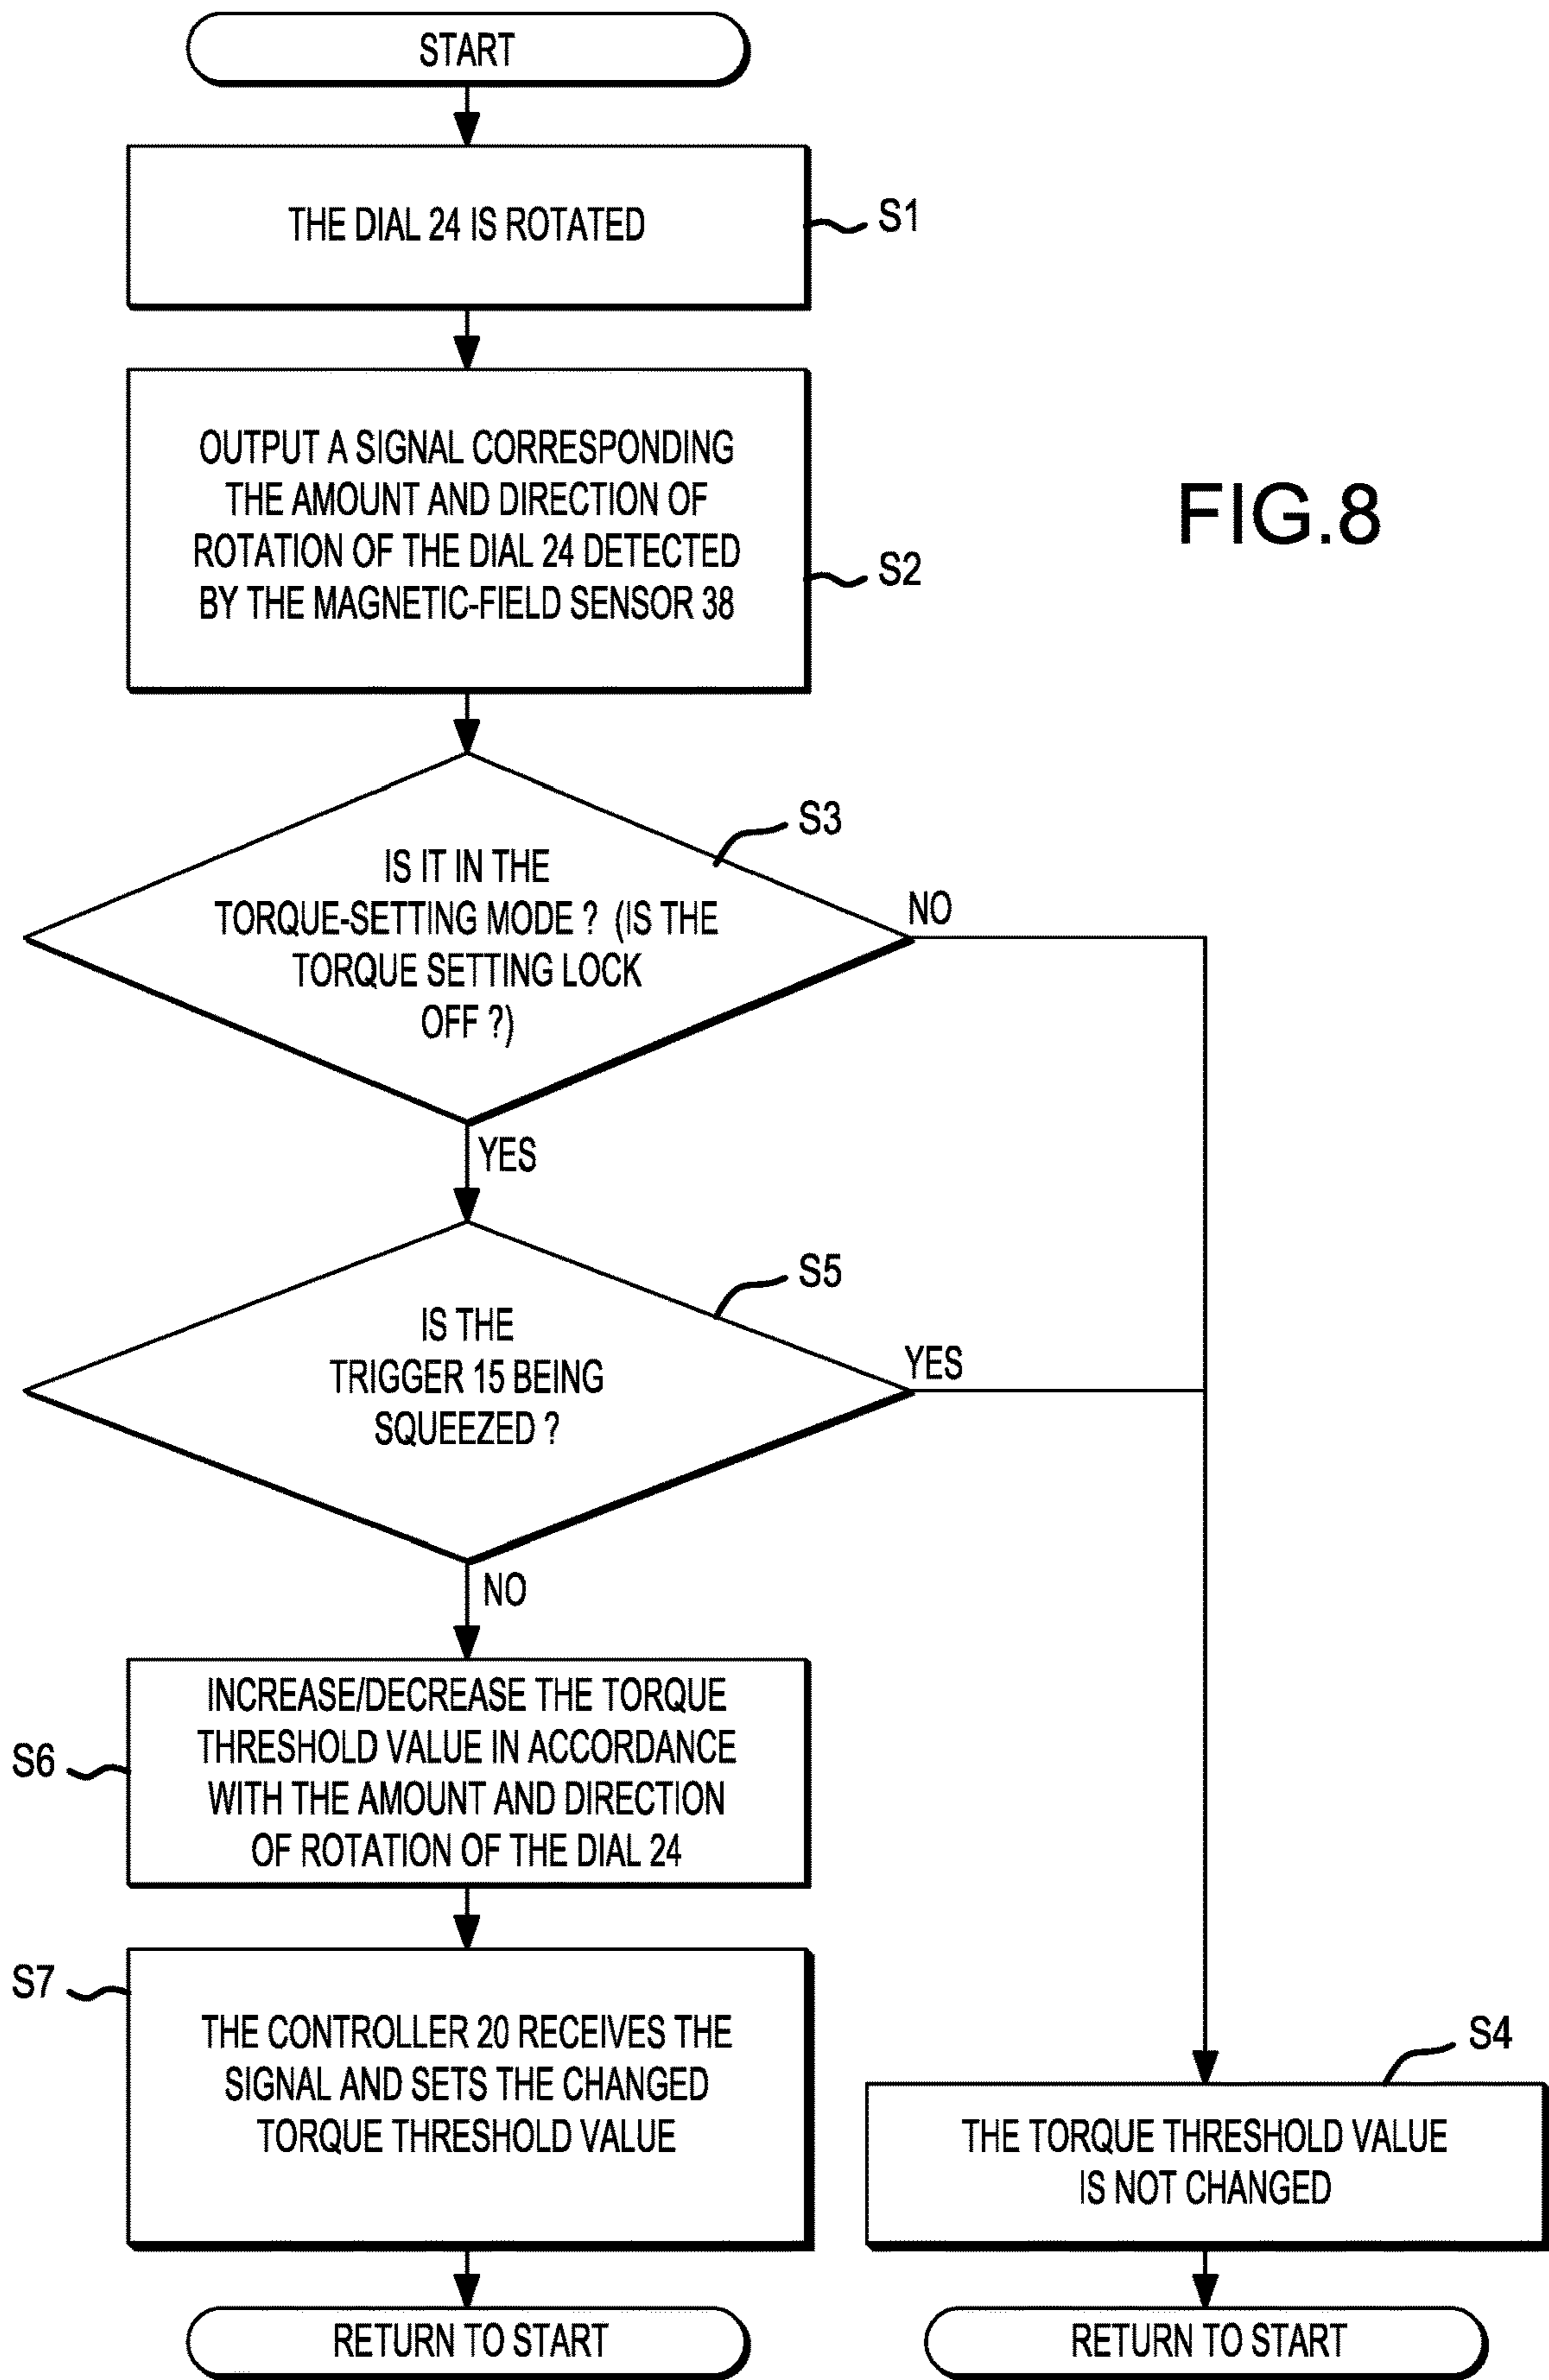 START
THE DIAL 24 IS ROTATED
S1
OUTPUT A SIGNAL CORRESPONDING
THE AMOUNT AND DIRECTION OF
ROTATION OF THE DIAL 24 DETECTED
BY THE MAGNETIC-FIELD SENSOR 38
S2
FIG.8
S3
IS IT IN THE
TORQUE-SETTING MODE ? (IS THE
TORQUE SETTING LOCK
OFF ?)
NO
YES
S5
IS THE
TRIGGER 15 BEING
SQUEEZED ?
YES
NO
S6
INCREASE/DECREASE THE TORQUE
THRESHOLD VALUE IN ACCORDANCE
WITH THE AMOUNT AND DIRECTION
OF ROTATION OF THE DIAL 24
S7
THE CONTROLLER 20 RECEIVES THE
SIGNAL AND SETS THE CHANGED
TORQUE THRESHOLD VALUE
S4
THE TORQUE THRESHOLD VALUE
IS NOT CHANGED
RETURN TO START
RETURN TO START